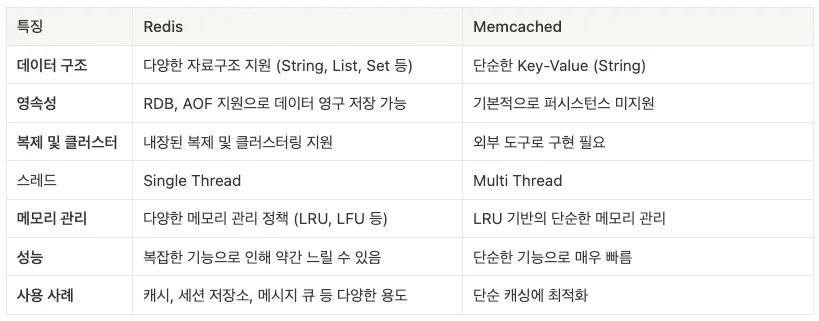 특징 Redis Memcached
데이터 구조 다양한 자료구조 지원 (String, List, Set 등) 단순한 Key-Value (String)
영속성 RDB, AOF 지원으로 데이터 영구 저장 가능 기본적으로 퍼시스턴스 미지원
복제 및 클러스터 내장된 복제 및 클러스터링 지원 외부 도구로 구현 필요
스레드 Single Thread Multi Thread
메모리 관리 다양한 메모리 관리 정책 (LRU, LFU 등) LRU 기반의 단순한 메모리 관리
성능 복잡한 기능으로 인해 약간 느릴 수 있음 단순한 기능으로 매우 빠름
사용 사례 캐시, 세션 저장소, 메시지 큐 등 다양한 용도 단순 캐싱에 최적화